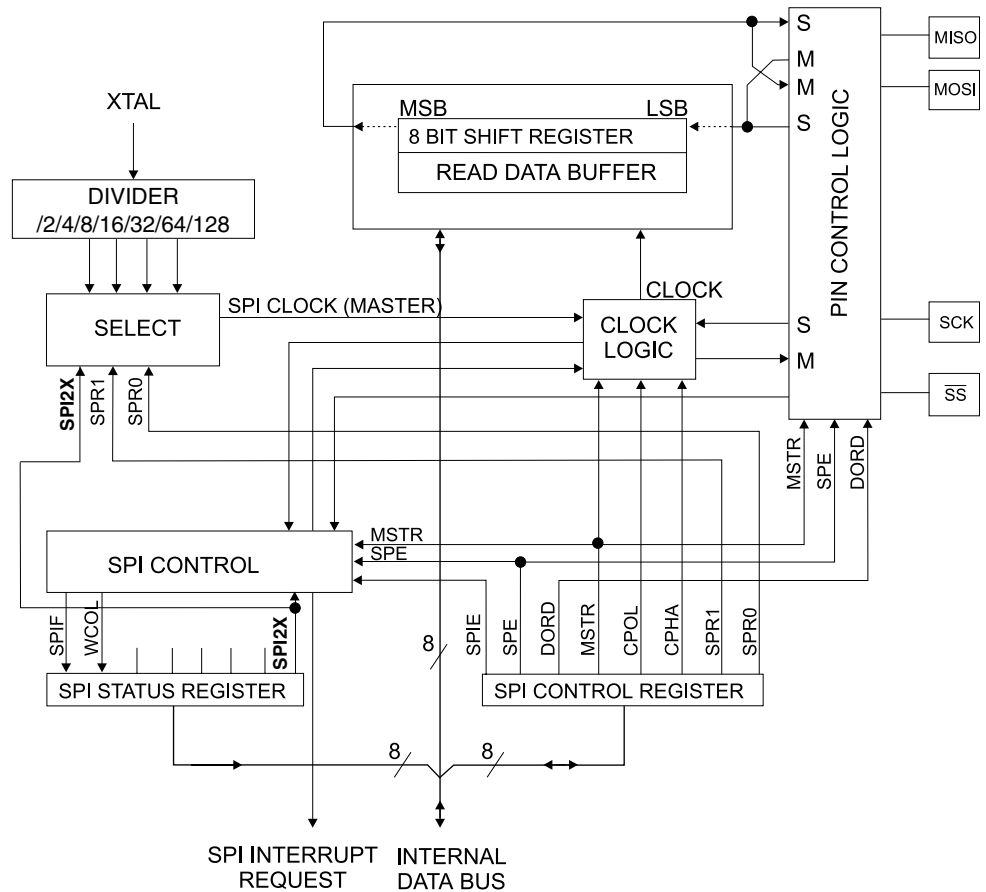 S
MISO
M
MOSI
M
S
MSB
LSB
8 BIT SHIFT REGISTER
READ DATA BUFFER
PIN CONTROL LOGIC
XTAL
DIVIDER
/2/4/8/16/32/64/128
SPI CLOCK (MASTER)
CLOCK
SELECT
CLOCK
LOGIC
S
SCK
M
SS
SPI2X
SPR1
SPR0
MSTR
SPE
DORD
MSTR
SPE
SPI CONTROL
SPIF
WCOL
SPI2X
8
SPIE
SPE
DORD
MSTR
CPOL
CPHA
SPR1
SPR0
SPI STATUS REGISTER
SPI CONTROL REGISTER
8
8
SPI INTERRUPT
REQUEST
INTERNAL
DATA BUS